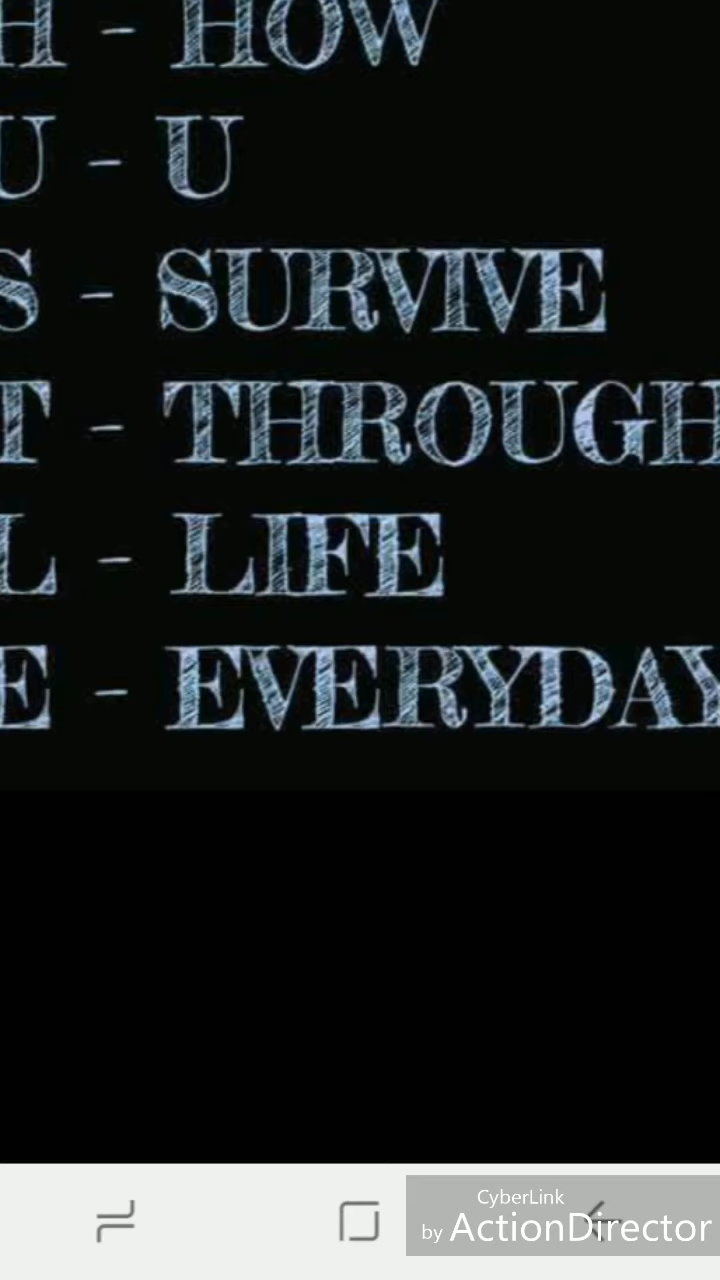 H - HOW
U - U
S - SURVIVE
T - THROUGH
L - LIFE
E - EVERYDAY
CyberLink
by ActionDirector